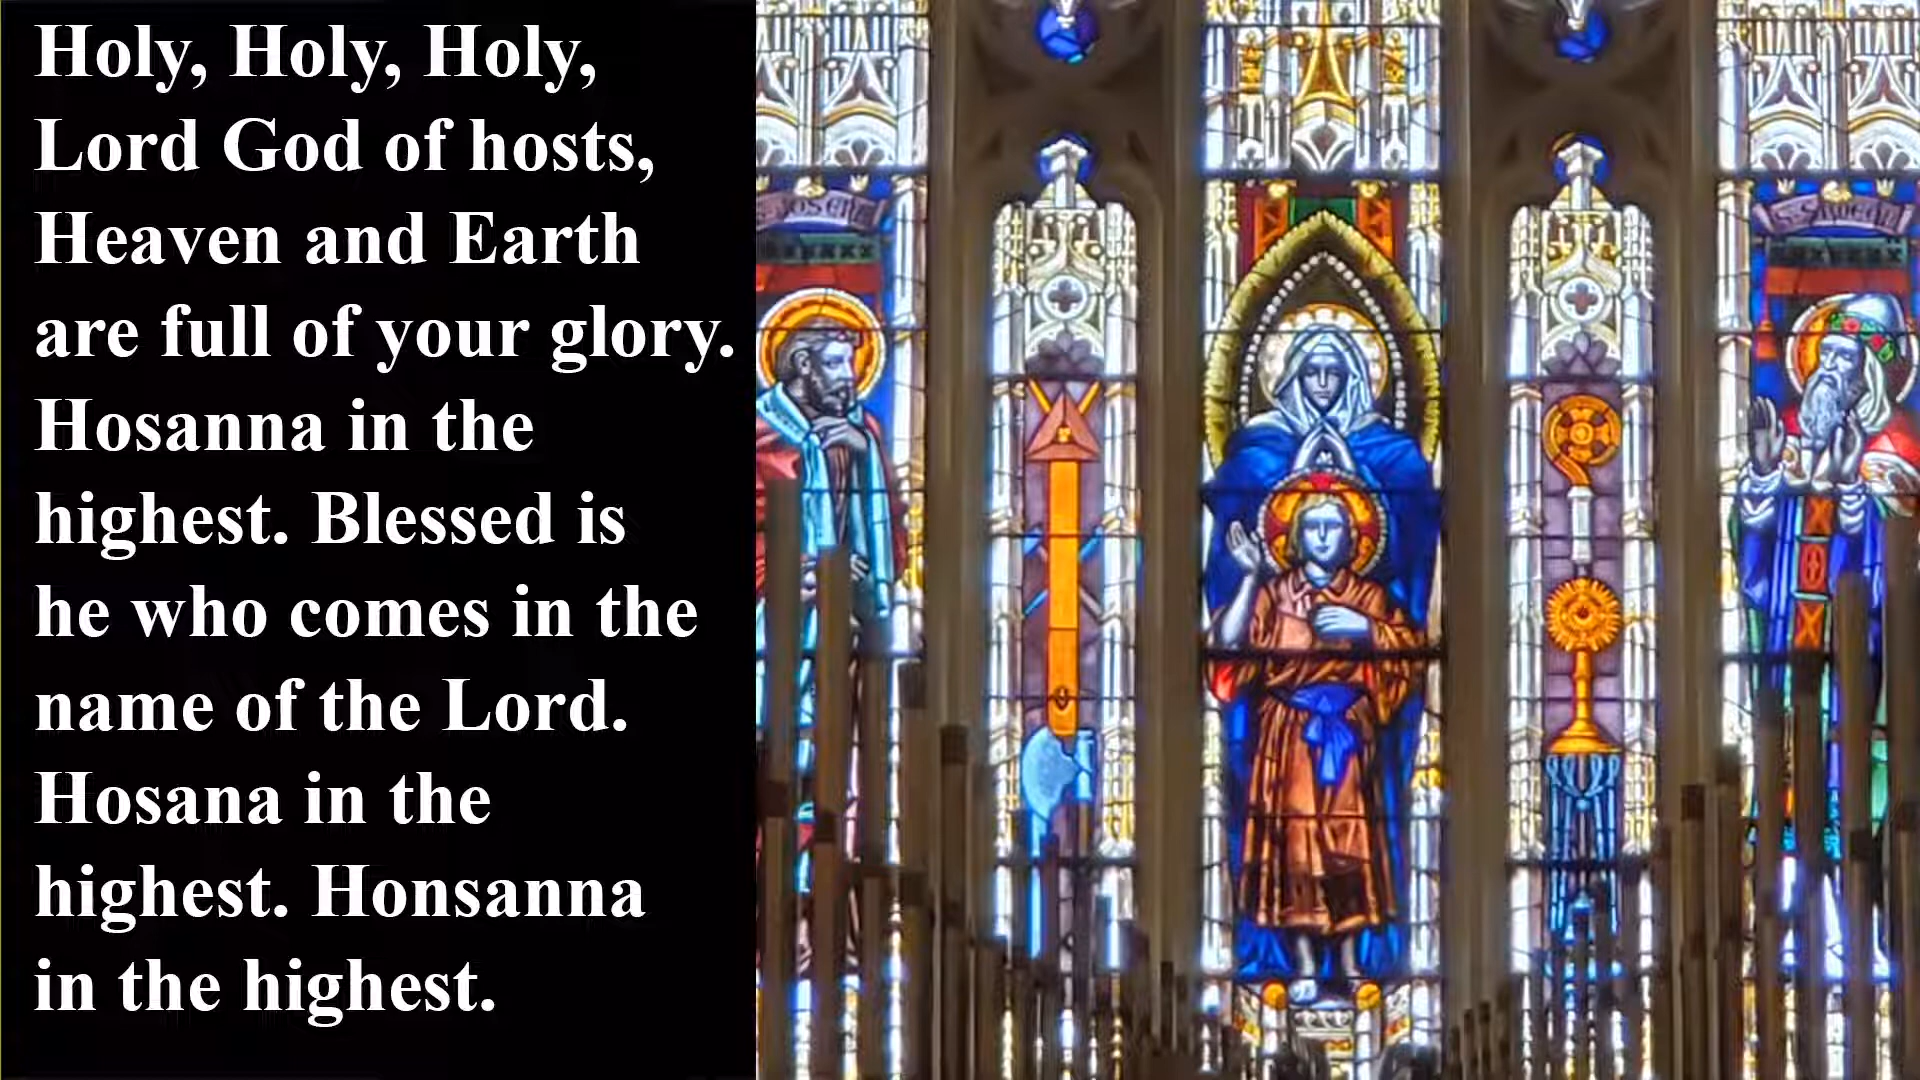 Holy, Holy, Holy,
Lord God of hosts,
Heaven and Earth
are full of your glory.
Hosanna in the
highest. Blessed is
he who comes in the
name of the Lord.
Hosana in the
highest. Honsanna
in the highest.
JOSEPH
S. Simeon